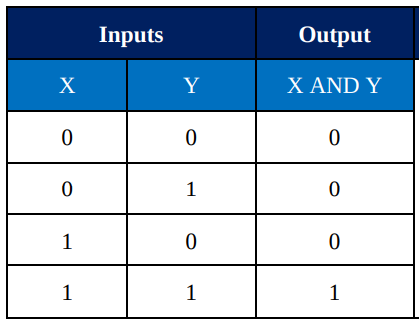 Inputs Output
X Y X AND Y
0 0 0
0 1 0
1 0 0
1 1 1